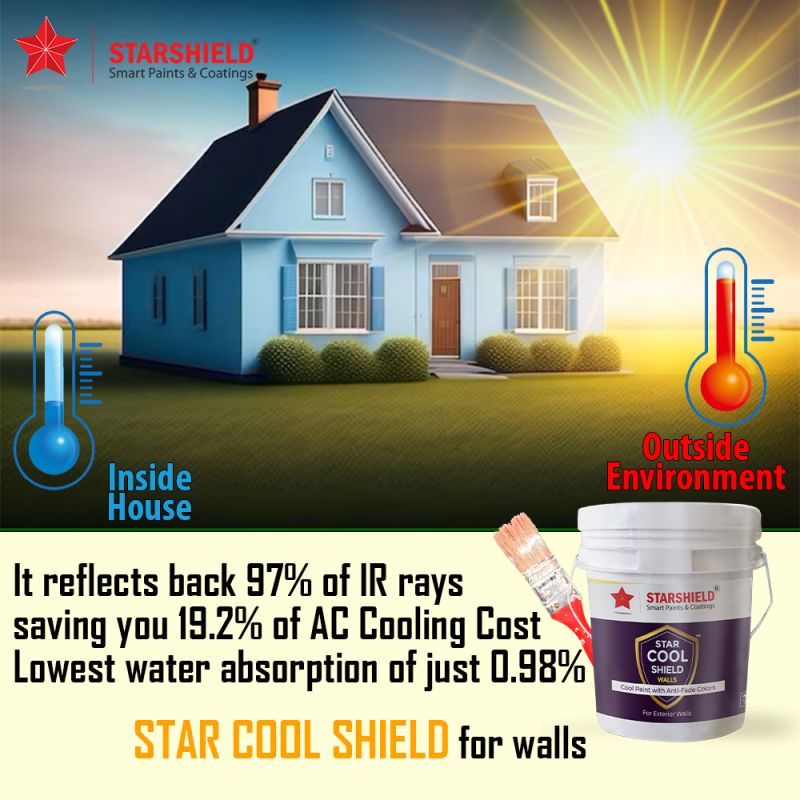 STARSHIELD®
Smart Paints & Coatings
Inside
House
Outside
Environment
It reflects back 97% of IR rays
saving you 19.2% of AC Cooling Cost
Lowest water absorption of just 0.98%
STAR COOL SHIELD for walls
STARSHIELD®
Smart Paints & Coatings
STAR
COOL
SHIELD
WALLS
Cool Paint with Anti-Fade Colors
For Exterior Walls